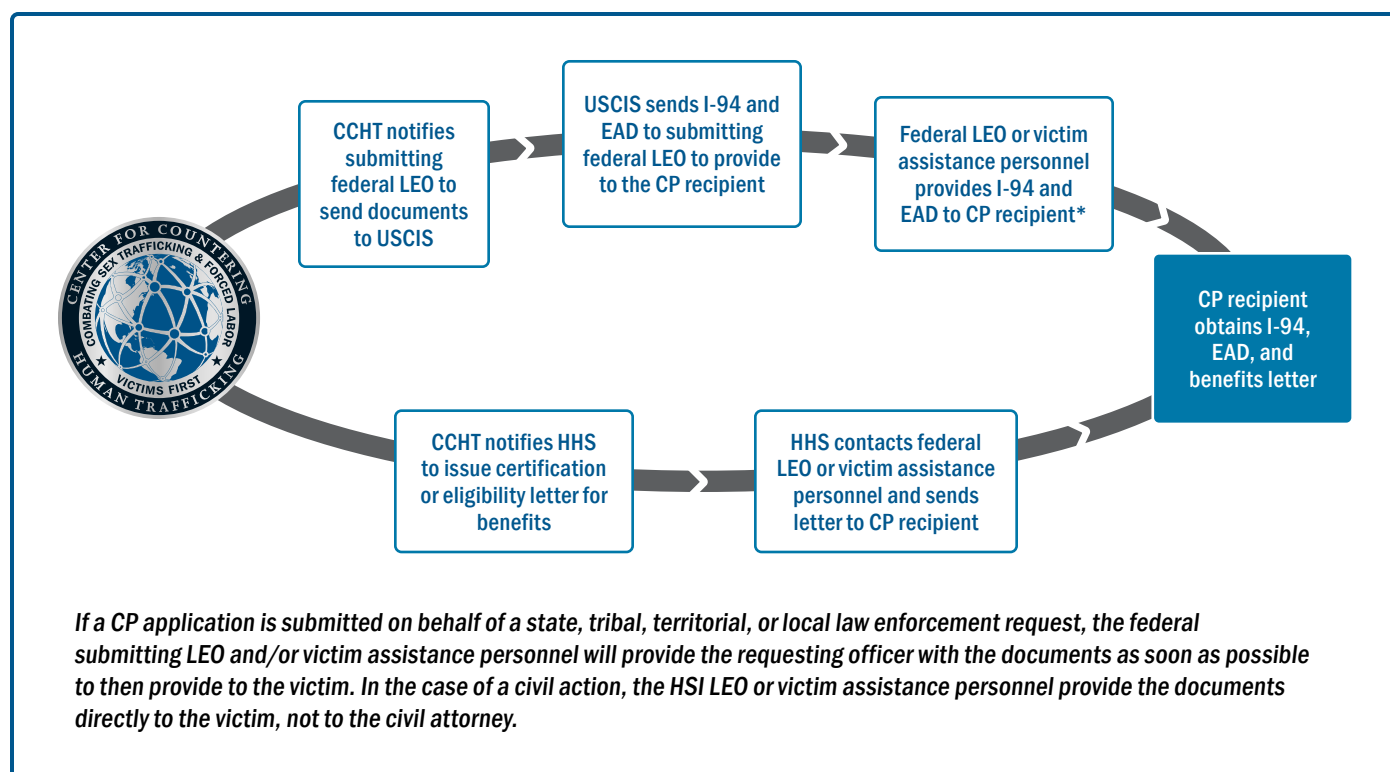 CCHT notifies
submitting
federal LEO to
send documents
to USCIS
USCIS sends I-94 and
EAD to submitting
federal LEO to provide
to the CP recipient
Federal LEO or victim
assistance personnel
provides I-94 and
EAD to CP recipient*
CENTER FOR COUNTERING
COMBATING SEX TRAFFICKING & FORCED LABOR
VICTIMS FIRST
HUMAN TRAFFICKING
CP recipient
obtains I-94,
EAD, and
benefits letter
CCHT notifies HHS
to issue certification
or eligibility letter for
benefits
HHS contacts federal
LEO or victim assistance
personnel and sends
letter to CP recipient
If a CP application is submitted on behalf of a state, tribal, territorial, or local law enforcement request, the federal
submitting LEO and/or victim assistance personnel will provide the requesting officer with the documents as soon as possible
to then provide to the victim. In the case of a civil action, the HSI LEO or victim assistance personnel provide the documents
directly to the victim, not to the civil attorney.